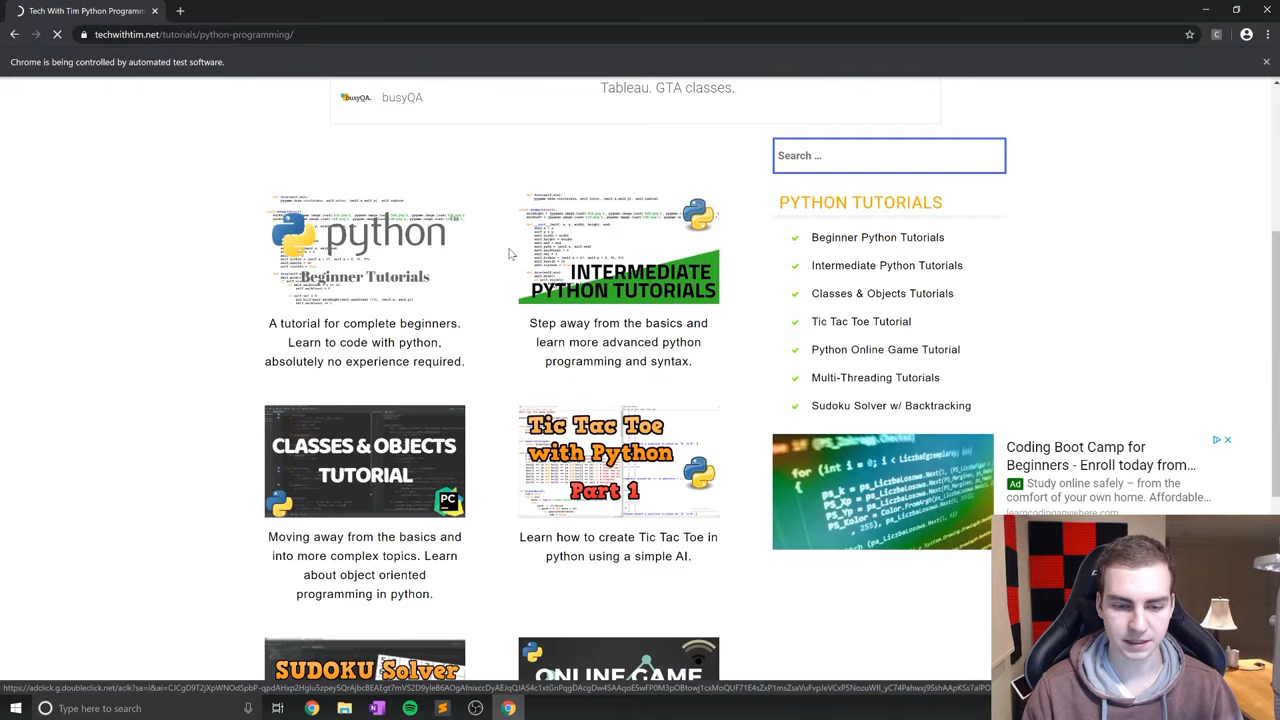 Tech With Tim Python Programm
techwithtim.net/tutorials/python-programming/
Chrome is being controlled by automated test software.
busyQA. busyQA
Tableau. GTA classes.
Search …
python
Beginner Tutorials
A tutorial for complete beginners.
Learn to code with python,
absolutely no experience required.
INTERMEDIATE
PYTHON TUTORIALS
Step away from the basics and
learn more advanced python
programming and syntax.
PYTHON TUTORIALS
Beginner Python Tutorials
Intermediate Python Tutorials
Classes & Objects Tutorials
Tic Tac Toe Tutorial
Python Online Game Tutorial
Multi-Threading Tutorials
Sudoku Solver w/ Backtracking
CLASSES & OBJECTS
TUTORIAL
PC
Moving away from the basics and
into more complex topics. Learn
about object oriented
programming in python.
Tic Tac Toe
with Python
Part 1
Learn how to create Tic Tac Toe in
python using a simple AI.
Coding Boot Camp for
Beginners - Enroll today from...
Ad Study online safely – from the
comfort of your own home. Affordable...
learncodinganywhere.com
SUDOKU Solver
ONLINE GAME
Type here to search